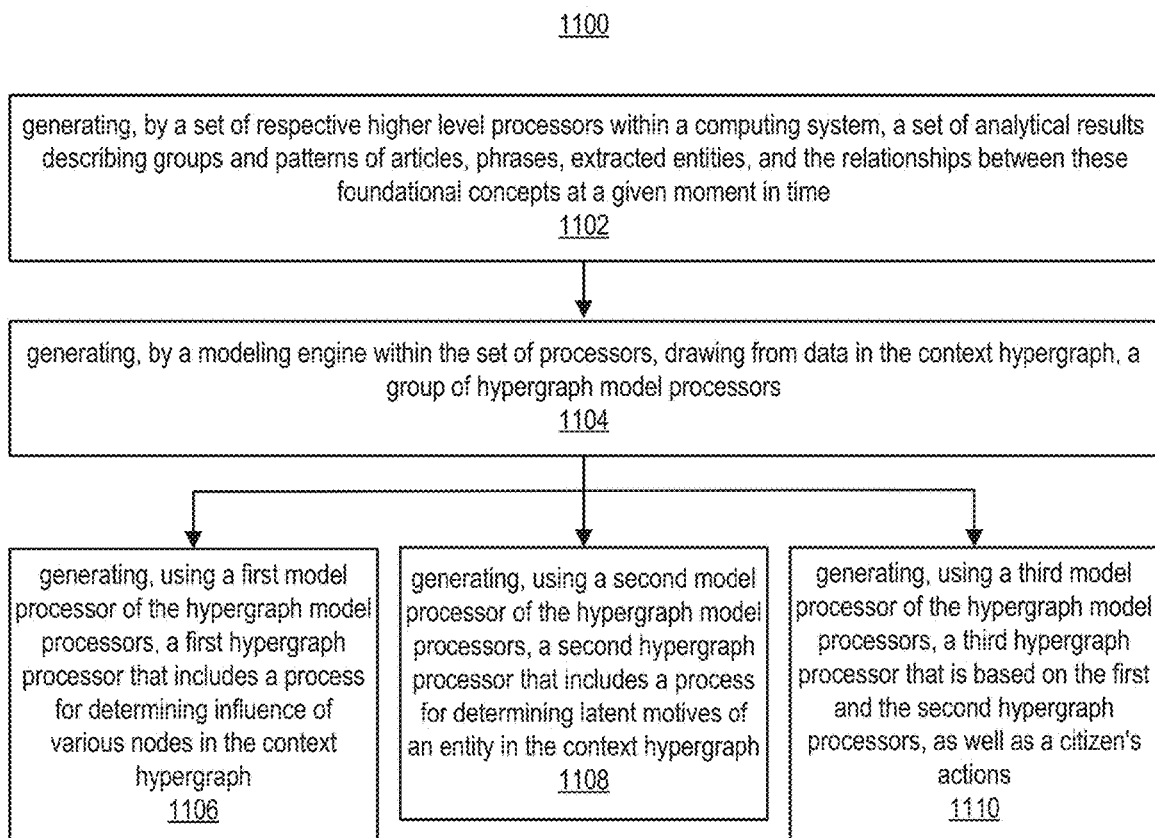 1100
generating, by a set of respective higher level processors within a computing system, a set of analytical results
describing groups and patterns of articles, phrases, extracted entities, and the relationships between these
foundational concepts at a given moment in time
1102
generating, by a modeling engine within the set of processors, drawing from data in the context hypergraph, a
group of hypergraph model processors
1104
generating, using a first model
processor of the hypergraph model
processors, a first hypergraph
processor that includes a process
for determining influence of
various nodes in the context
hypergraph
1106
generating, using a second model
processor of the hypergraph model
processors, a second hypergraph
processor that includes a process
for determining latent motives of
an entity in the context hypergraph
1108
generating, using a third model
processor of the hypergraph model
processors, a third hypergraph
processor that is based on the first
and the second hypergraph
processors, as well as a citizen's
actions
1110